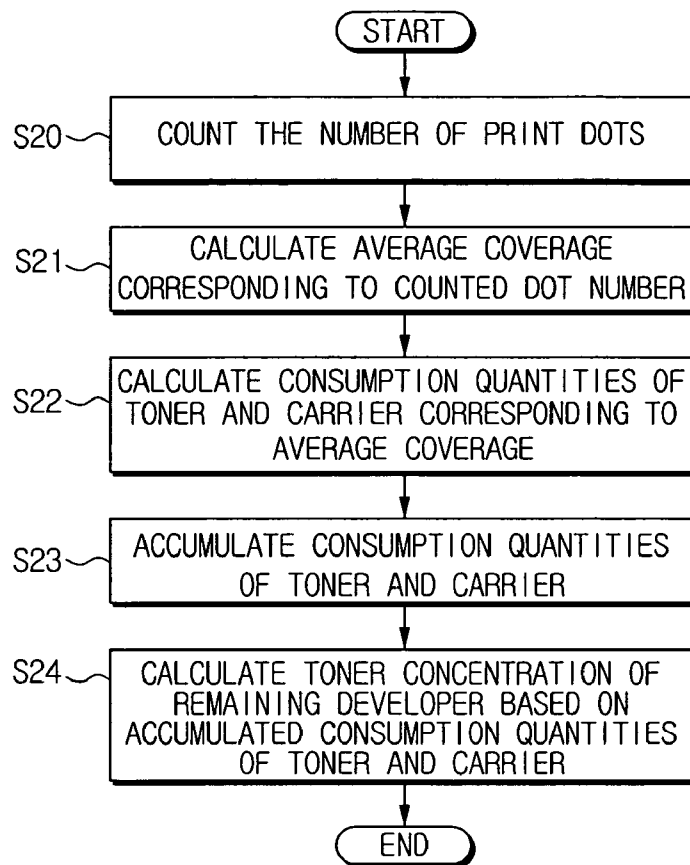 START
S20
COUNT THE NUMBER OF PRINT DOTS
S21
CALCULATE AVERAGE COVERAGE
CORRESPONDING TO COUNTED DOT NUMBER
S22
CALCULATE CONSUMPTION QUANTITIES OF
TONER AND CARRIER CORRESPONDING TO
AVERAGE COVERAGE
S23
ACCUMULATE CONSUMPTION QUANTITIES
OF TONER AND CARRIER
S24
CALCULATE TONER CONCENTRATION OF
REMAINING DEVELOPER BASED ON
ACCUMULATED CONSUMPTION QUANTITIES
OF TONER AND CARRIER
END